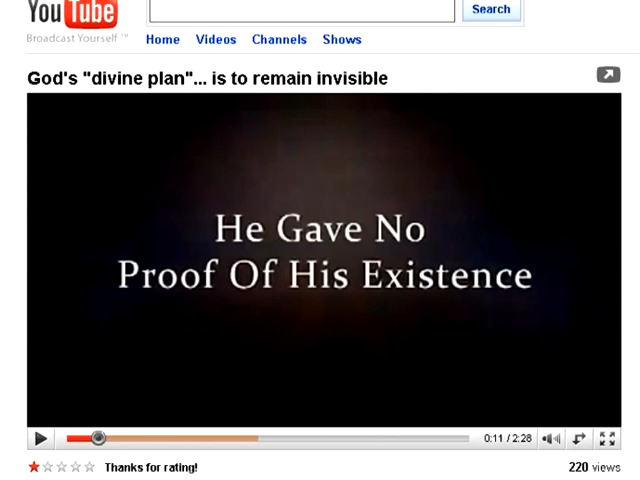 YouTube
Search
Broadcast Yourself ™
Home Videos Channels Shows
God's "divine plan"... is to remain invisible
He Gave No
Proof Of His Existence
0:11 / 2:28
Thanks for rating!
220 views